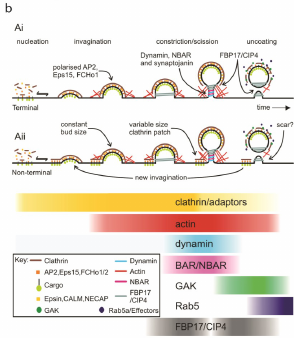 b
Ai
nucleation invagination constriction/scission uncoating
polarised AP2,
Eps15, FCHo1
Dynamin, NBAR
and synaptojanin
FBP17/CIP4
Terminal
time
Aii
constant
bud size
variable size
clathrin patch
scar?
Non-terminal
new invagination
clathrin/adaptors
actin
dynamin
BAR/NBAR
GAK
Rab5
FBP17/CIP4
Key:
Clathrin
AP2,Eps15,FCHo1/2
Cargo
Epsin,CALM,NECAP
GAK
Dynamin
Actin
NBAR
FBP17
/CIP4
Rab5a/Effectors